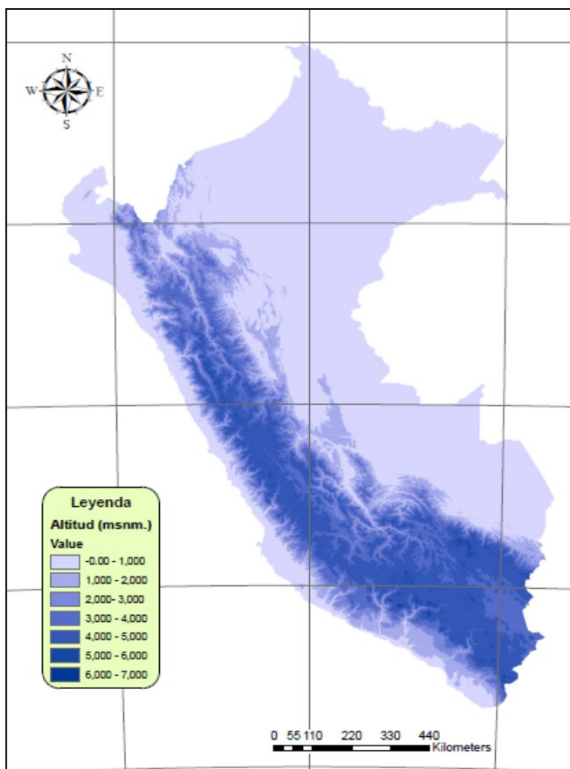 N
W E
S
Leyenda
Altitud (msnm.)
Value
-0.00 - 1,000
1,000 - 2,000
2,000- 3,000
3,000 - 4,000
4,000 - 5,000
5,000 - 6,000
6,000 - 7,000
0 55 110 220 330 440
Kilometers